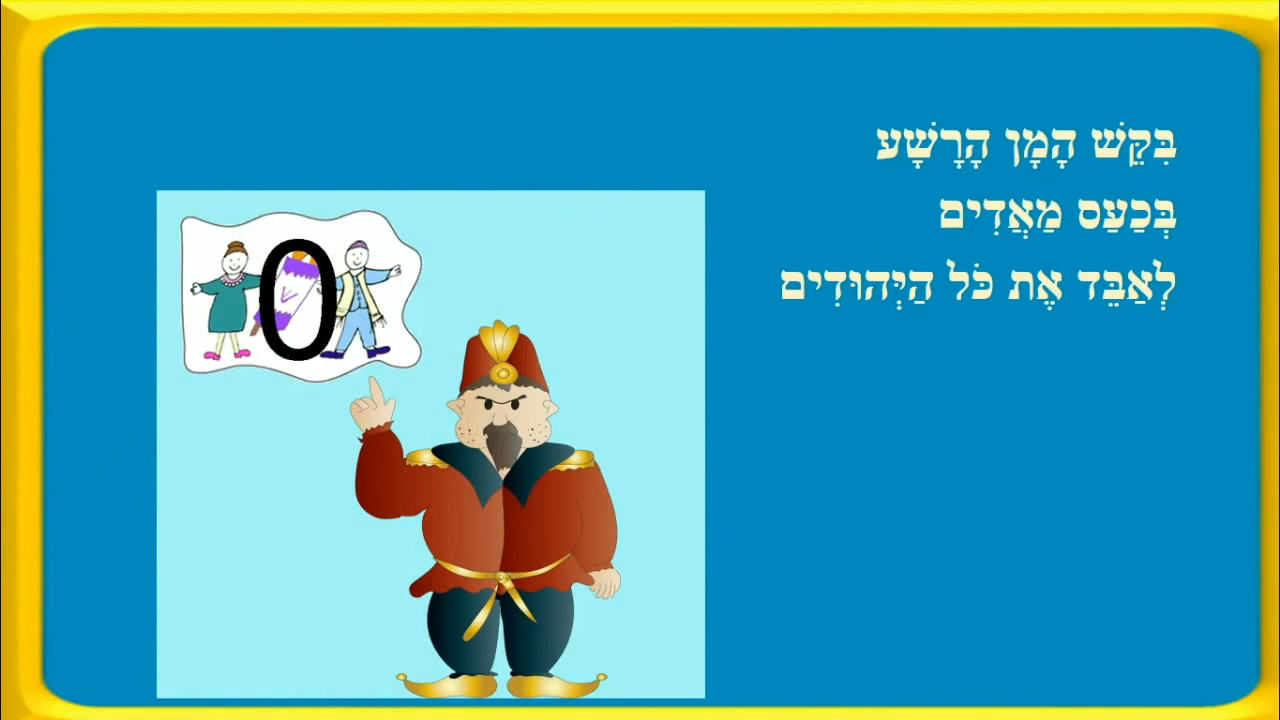 בִּקֵּשׁ הָמָן הָרָשָׁע
בְּכַעַס מַאֲדִים
לְאַבֵּד אֶת כֹּל הַיְּהוּדִים
0